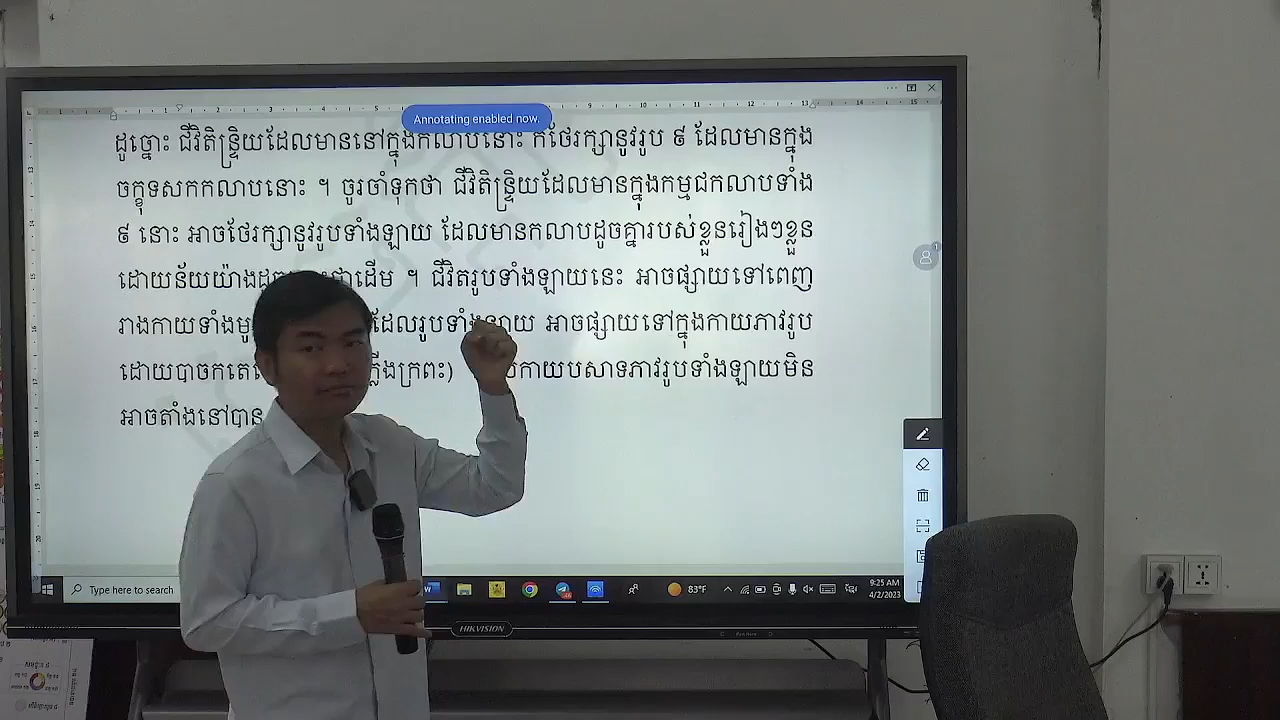 Annotating enabled now.
ដូច្នោះ ជីវិតិន្ទ្រិយដែលមាននៅក្នុងកលាបនោះ ក៏ថែរក្សានូវរូប ៩ ដែលមានក្នុង
ចក្ខុទសកកលាបនោះ ។ ចូរចាំទុកថា ជីវិតិន្ទ្រិយដែលមានក្នុងកម្មជកលាបទាំង
៩ នោះ អាចថែរក្សានូវរូបទាំងឡាយ ដែលមានកលាបដូចគ្នារបស់ខ្លួនរៀងៗខ្លួន
ដោយន័យយ៉ាង ជាដើម ។ ជីវិតរូបទាំងឡាយនេះ អាចផ្សាយទៅពេញ
រាងកាយទាំងមូ ដែលរូបទាំងឡាយ អាចផ្សាយទៅក្នុងកាយភាវរូប
ដោយបាចកតេ ភ្លើងក្រពះ) កាយបសាទភាវរូបទាំងឡាយមិន
អាចតាំងនៅបាន
Type here to search
83°F
9:25 AM
4/2/2023
HIKVISION